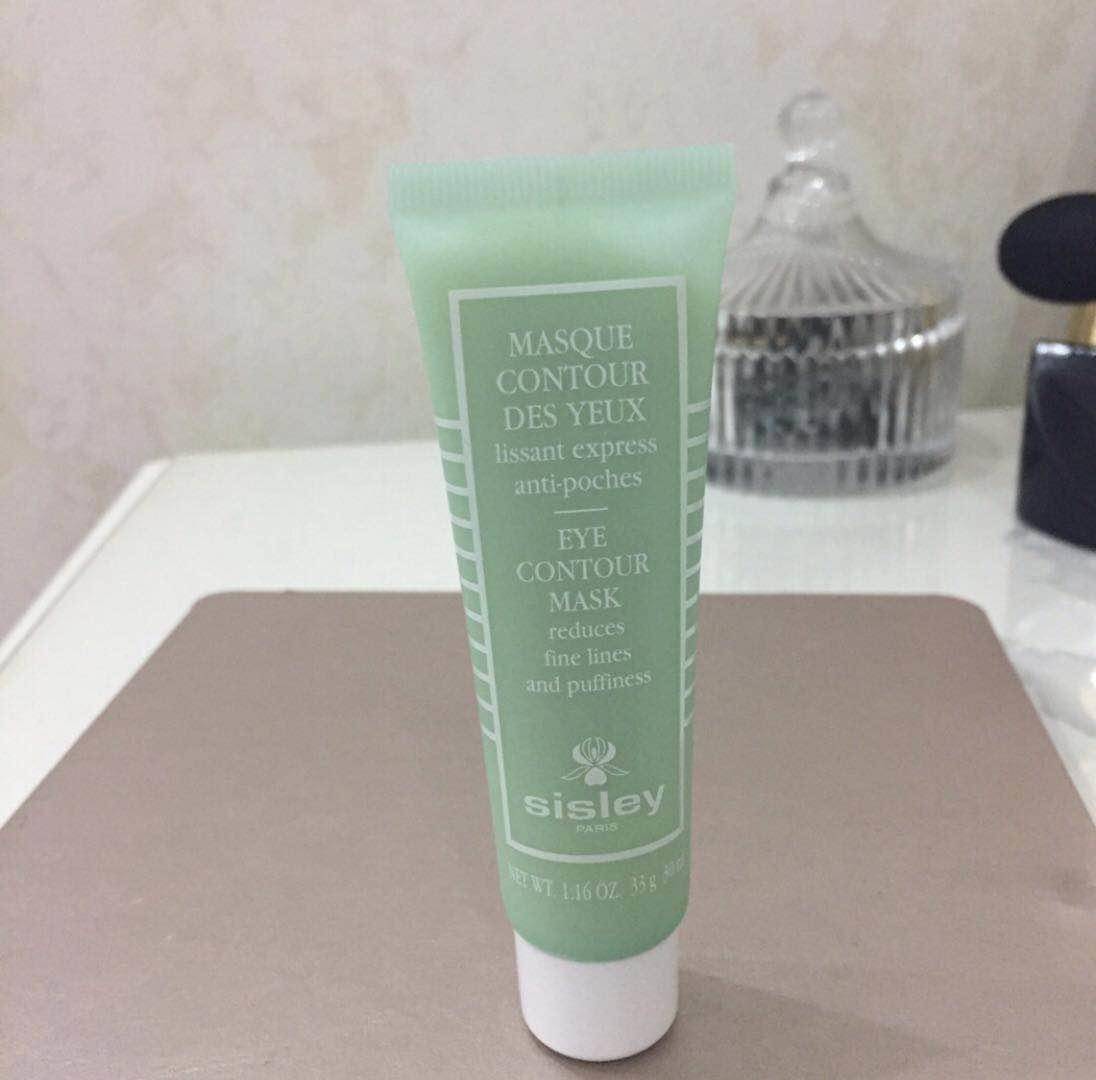 MASQUE
CONTOUR
DES YEUX
lissant express
anti-poches
EYE
CONTOUR
MASK
reduces
fine lines
and puffiness
sisley
PARIS
NET WT. 1.16 OZ. 33 g